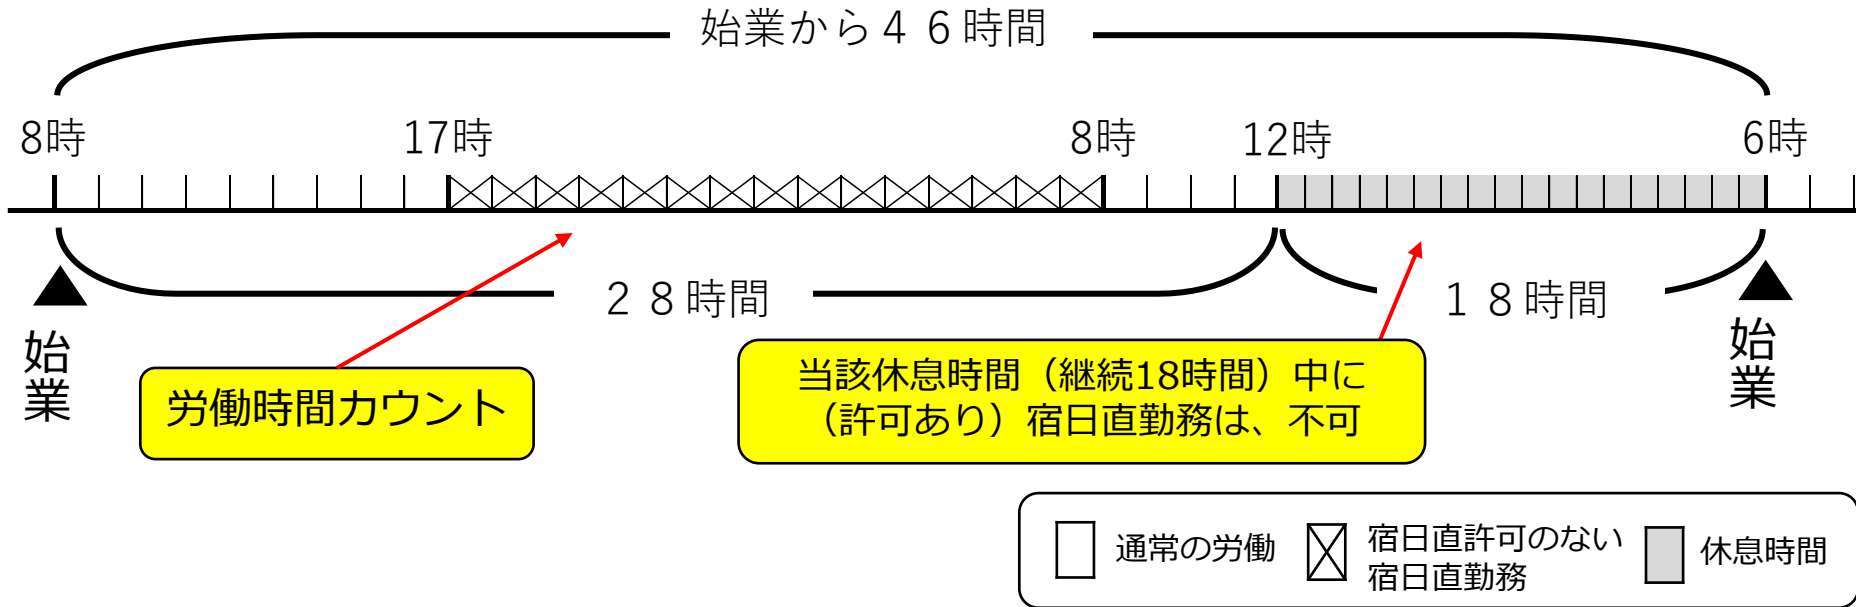 始業から４６時間
8時
17時
8時
12時
6時
２８時間
１８時間
始業
始業
労働時間カウント
当該休息時間（継続18時間）中に
（許可あり）宿日直勤務は、不可
通常の労働
宿日直許可のない
宿日直勤務
休息時間